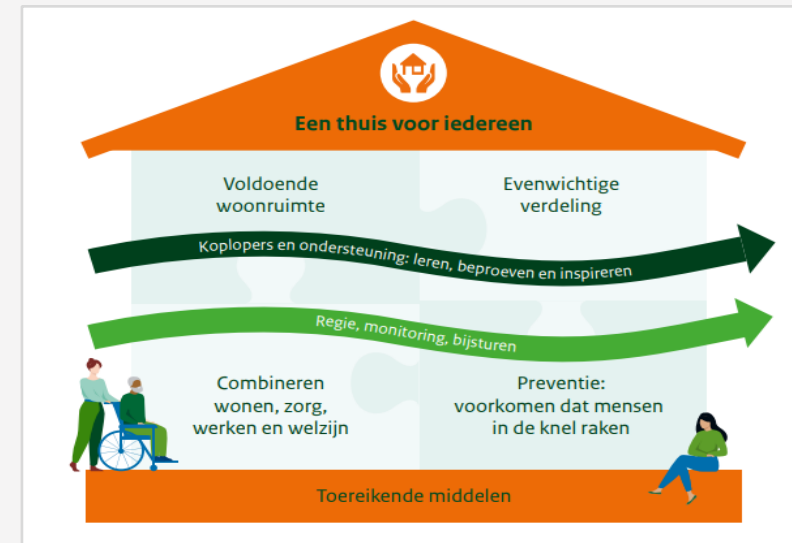 Een thuis voor iedereen
Voldoende
woonruimte
Evenwichtige
verdeling
Koplopers en ondersteuning: leren, beproeven en inspireren
Regie, monitoring, bijsturen
Combineren
wonen, zorg,
werken en welzijn
Preventie:
voorkomen dat mensen
in de knel raken
Toereikende middelen